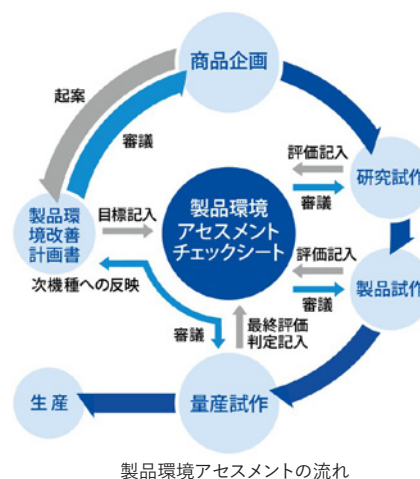 商品企画
起案
審議
評価記入
審議
研究試作
製品環
境改善
計画書
目標記入
製品環境
アセスメント
チェックシート
評価記入
審議
製品試作
次機種への反映
審議
最終評価
判定記入
生産
量産試作
製品環境アセスメントの流れ